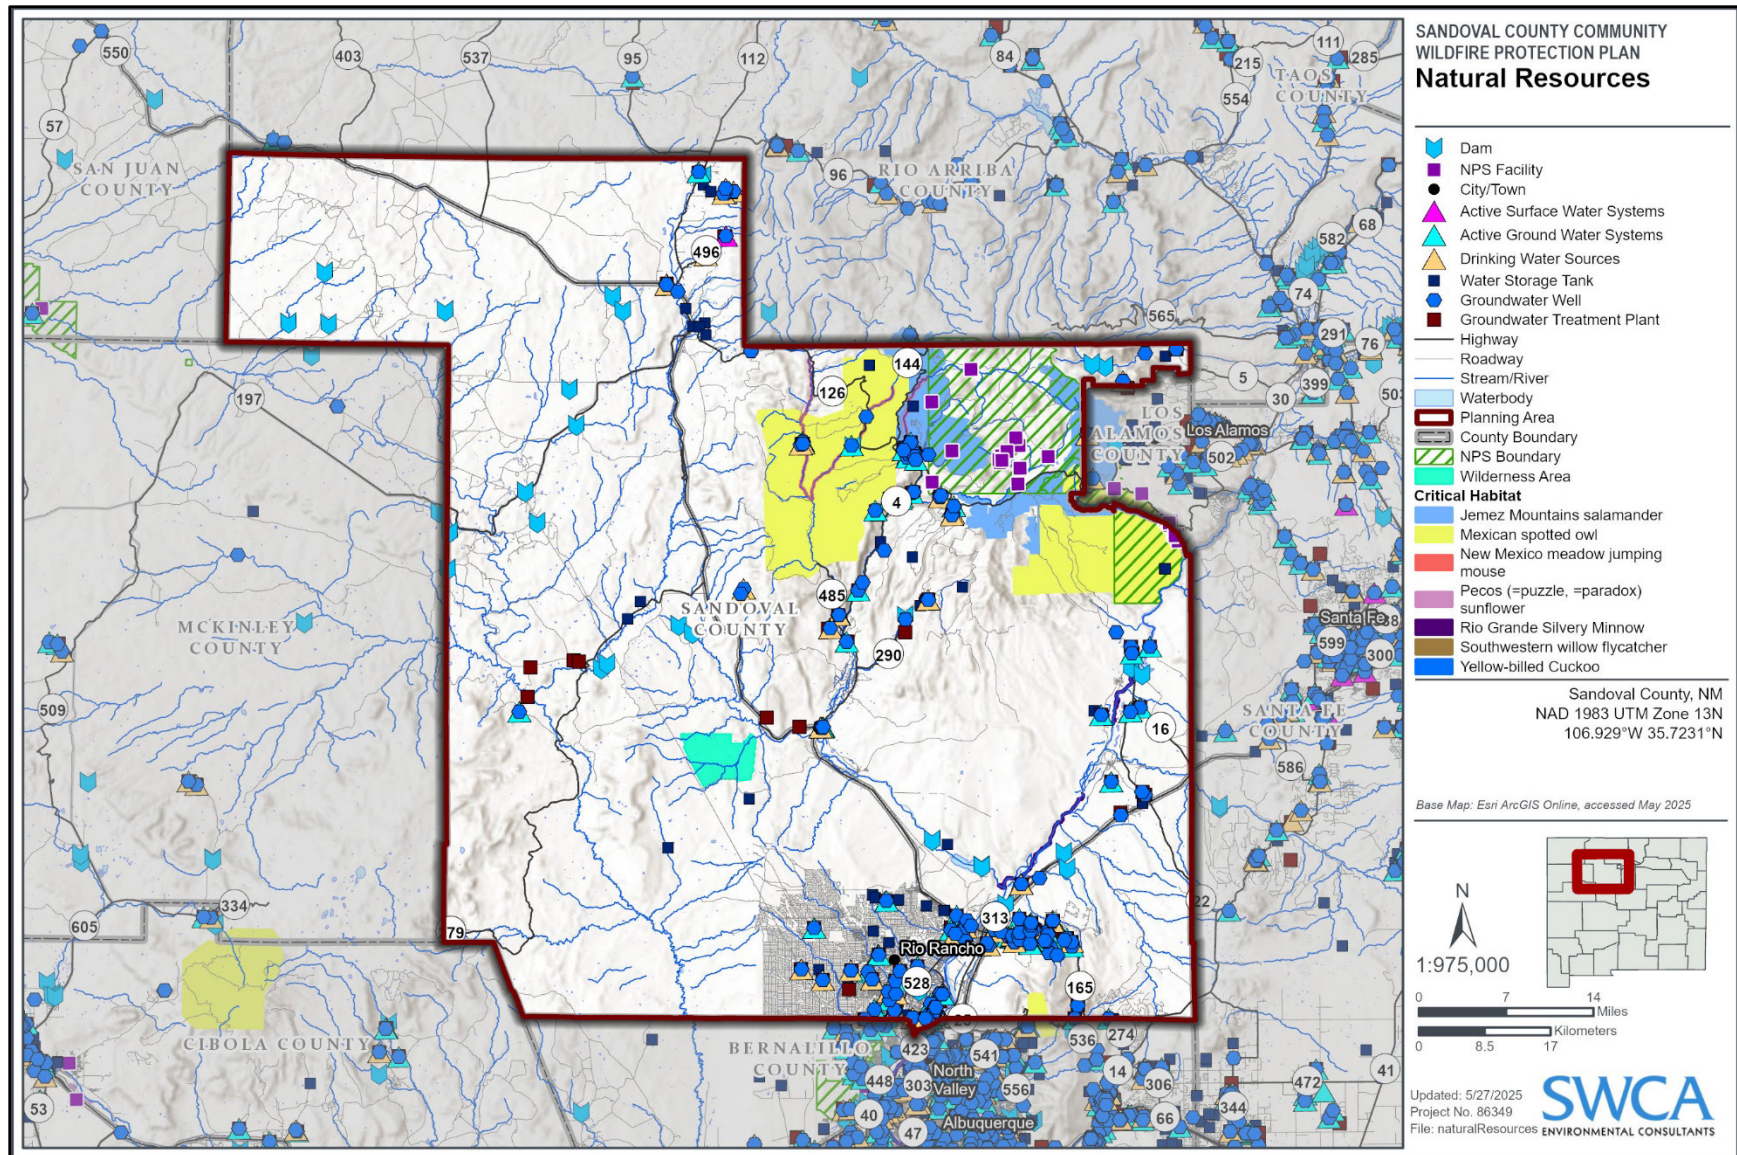 SANDOVAL COUNTY COMMUNITY
WILDFIRE PROTECTION PLAN
Natural Resources
Dam
NPS Facility
City/Town
Active Surface Water Systems
Active Ground Water Systems
Drinking Water Sources
Water Storage Tank
Groundwater Well
Groundwater Treatment Plant
Highway
Roadway
Stream/River
Waterbody
Planning Area
County Boundary
NPS Boundary
Wilderness Area
Critical Habitat
Jemez Mountains salamander
Mexican spotted owl
New Mexico meadow jumping
mouse
Pecos (=puzzle, =paradox)
sunflower
Rio Grande Silvery Minnow
Southwestern willow flycatcher
Yellow-billed Cuckoo
Sandoval County, NM
NAD 1983 UTM Zone 13N
106.929°W 35.7231°N
Base Map: Esri ArcGIS Online, accessed May 2025
N
1:975,000
0 7 14
Miles
Kilometers
0 8.5 17
Updated: 5/27/2025
Project No. 86349
File: naturalResources
SWCA
ENVIRONMENTAL CONSULTANTS
550
403
537
95
112
84
111
285
215
TAOS
COUNTY
554
57
SAN JUAN
COUNTY
96
RIO ARRIBA
COUNTY
68
582
496
74
565
291
76
144
126
5
399
30
503
197
LOS
ALAMOS
COUNTY
Los Alamos
502
4
485
SANDOVAL
COUNTY
MCKINLEY
COUNTY
290
Santa Fe
599
300
509
16
SANTA FE
COUNTY
586
334
605
79
22
313
Rio Rancho
528
165
CIBOLA COUNTY
BERNALILLO
COUNTY
423
541
536
274
North
Valley
448
303
556
14
306
472
41
53
40
47
Albuquerque
66
344